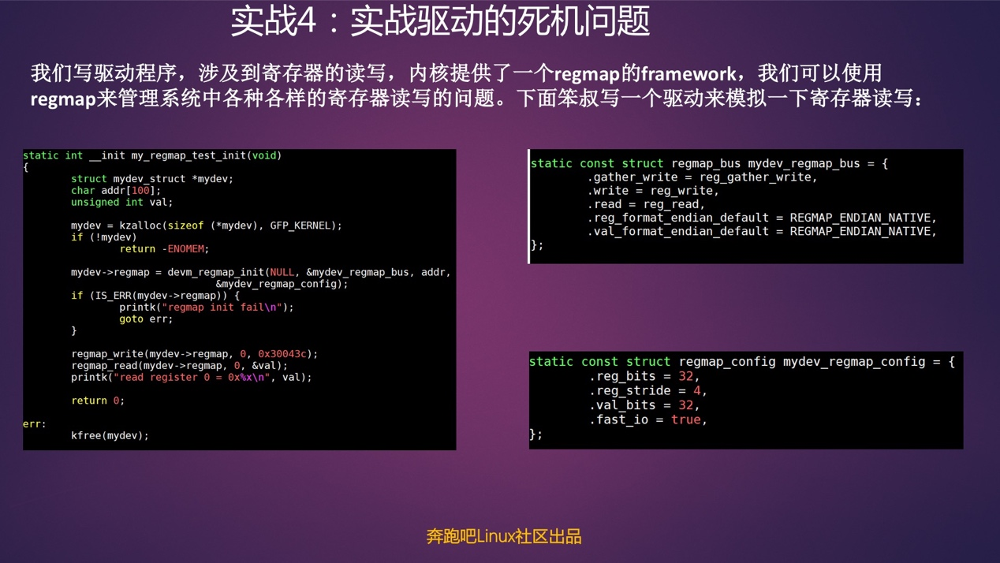 实战4：实战驱动的死机问题
我们写驱动程序，涉及到寄存器的读写，内核提供了一个regmap的framework，我们可以使用
regmap来管理系统中各种各样的寄存器读写的问题。下面笨叔写一个驱动来模拟一下寄存器读写：
static int __init my_regmap_test_init(void)
{
        struct mydev_struct *mydev;
        char addr[100];
        unsigned int val;

        mydev = kzalloc(sizeof (*mydev), GFP_KERNEL);
        if (!mydev)
                return -ENOMEM;

        mydev->regmap = devm_regmap_init(NULL, &mydev_regmap_bus, addr,
                                &mydev_regmap_config);
        if (IS_ERR(mydev->regmap)) {
                printk("regmap init fail\n");
                goto err;
        }

        regmap_write(mydev->regmap, 0, 0x30043c);
        regmap_read(mydev->regmap, 0, &val);
        printk("read register 0 = 0x%x\n", val);

        return 0;

err:
        kfree(mydev);
static const struct regmap_bus mydev_regmap_bus = {
        .gather_write = reg_gather_write,
        .write = reg_write,
        .read = reg_read,
        .reg_format_endian_default = REGMAP_ENDIAN_NATIVE,
        .val_format_endian_default = REGMAP_ENDIAN_NATIVE,
};
static const struct regmap_config mydev_regmap_config = {
        .reg_bits = 32,
        .reg_stride = 4,
        .val_bits = 32,
        .fast_io = true,
};
奔跑吧Linux社区出品